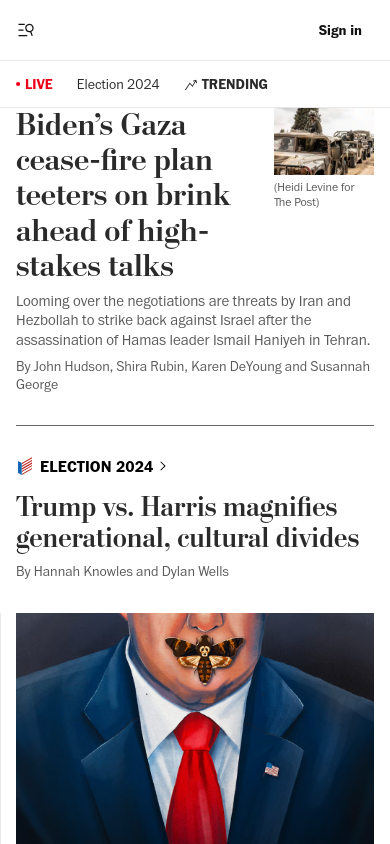 Sign in
LIVE
Election 2024
TRENDING
Biden’s Gaza
cease-fire plan
teeters on brink
ahead of high-
stakes talks
(Heidi Levine for
The Post)
Looming over the negotiations are threats by Iran and
Hezbollah to strike back against Israel after the
assassination of Hamas leader Ismail Haniyeh in Tehran.
By John Hudson, Shira Rubin, Karen DeYoung and Susannah
George
ELECTION 2024
Trump vs. Harris magnifies
generational, cultural divides
By Hannah Knowles and Dylan Wells